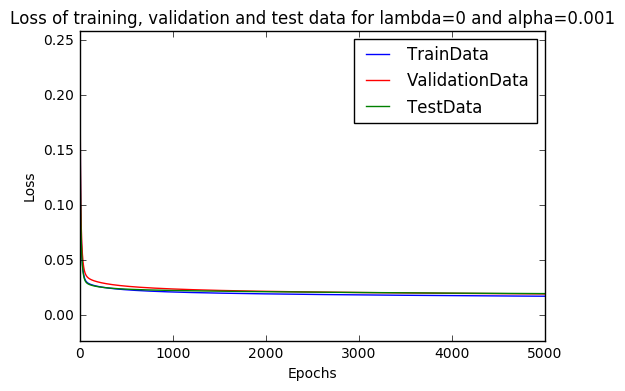 Loss of training, validation and test data for lambda=0 and alpha=0.001
0.25
0.20
0.15
0.10
0.05
0.00
Loss
TrainData
ValidationData
TestData
0 1000 2000 3000 4000 5000
Epochs